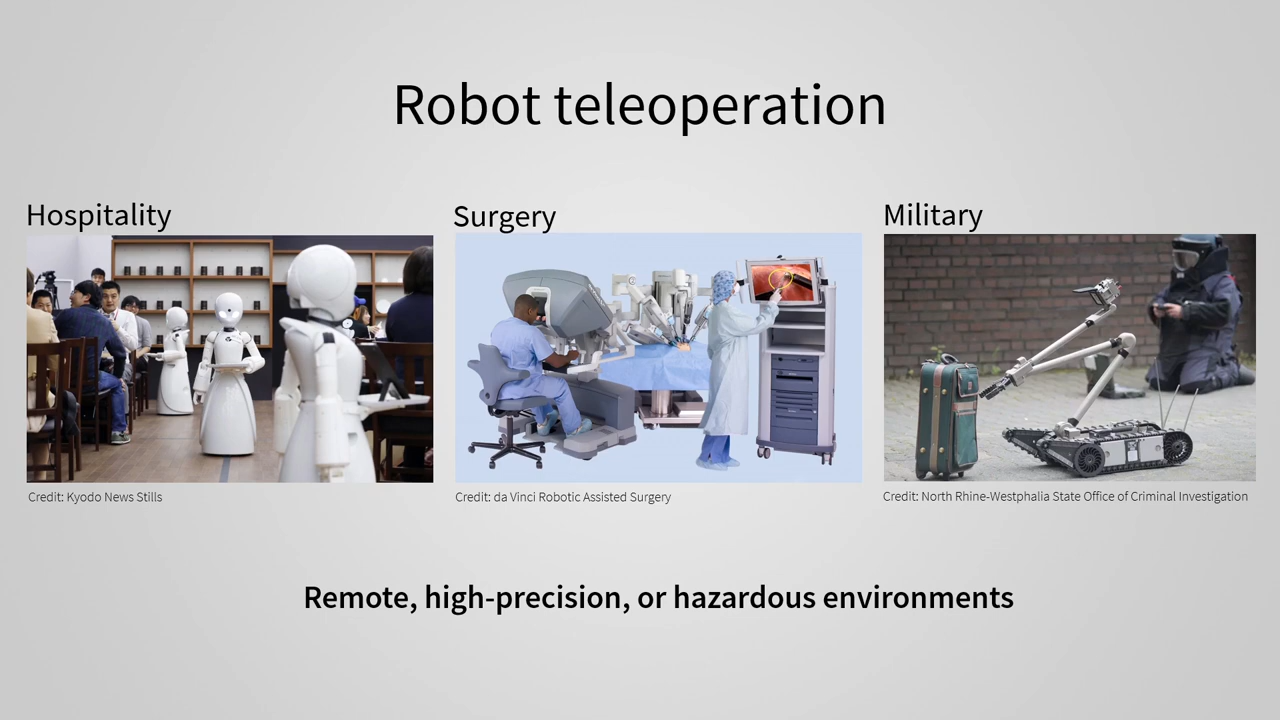 Robot teleoperation
Hospitality
Surgery
Military
Credit: Kyodo News Stills
Credit: da Vinci Robotic Assisted Surgery
Credit: North Rhine-Westphalia State Office of Criminal Investigation
Remote, high-precision, or hazardous environments